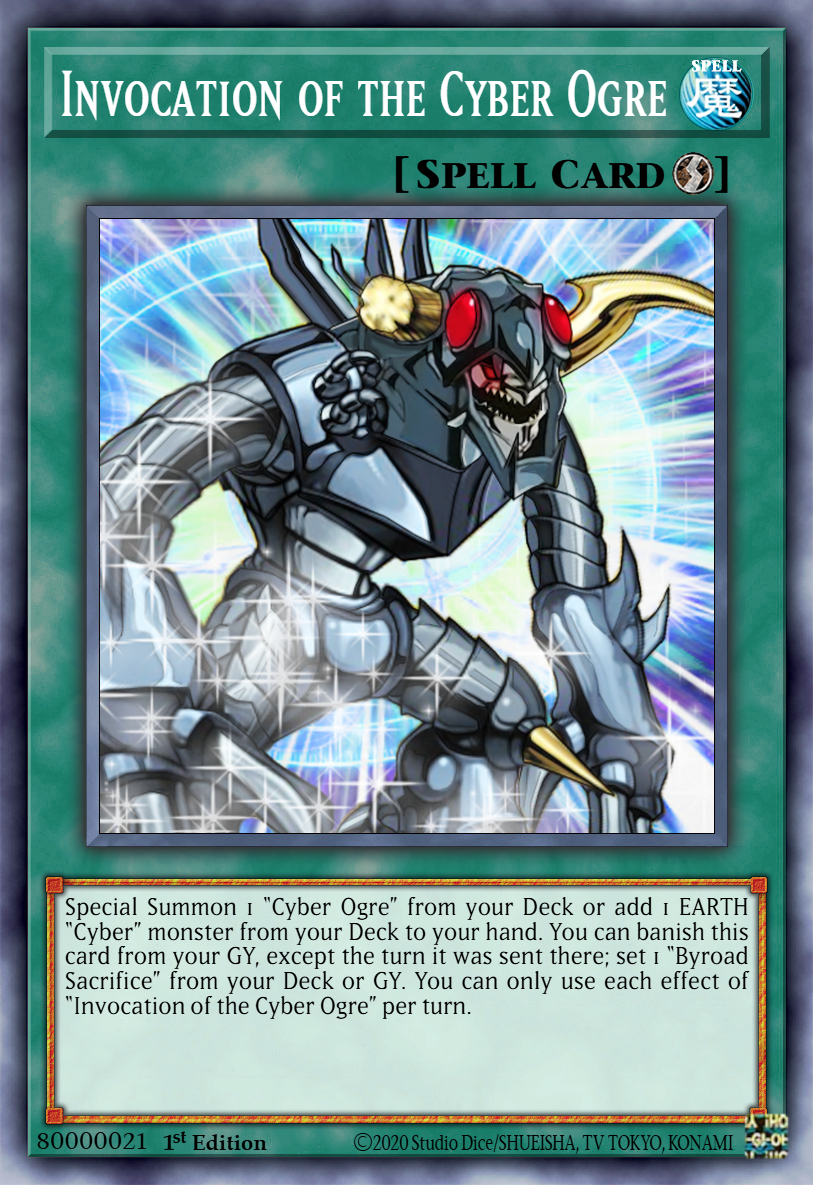 INVOCATION OF THE CYBER OGRE
SPELL
魔
[SPELL CARD]
Special Summon 1 "Cyber Ogre" from your Deck or add 1 EARTH
"Cyber" monster from your Deck to your hand. You can banish this
card from your GY, except the turn it was sent there; set 1 "Byroad
Sacrifice" from your Deck or GY. You can only use each effect of
"Invocation of the Cyber Ogre" per turn.
80000021 1st Edition ©2020 Studio Dice/SHUEISHA, TV TOKYO, KONAMI